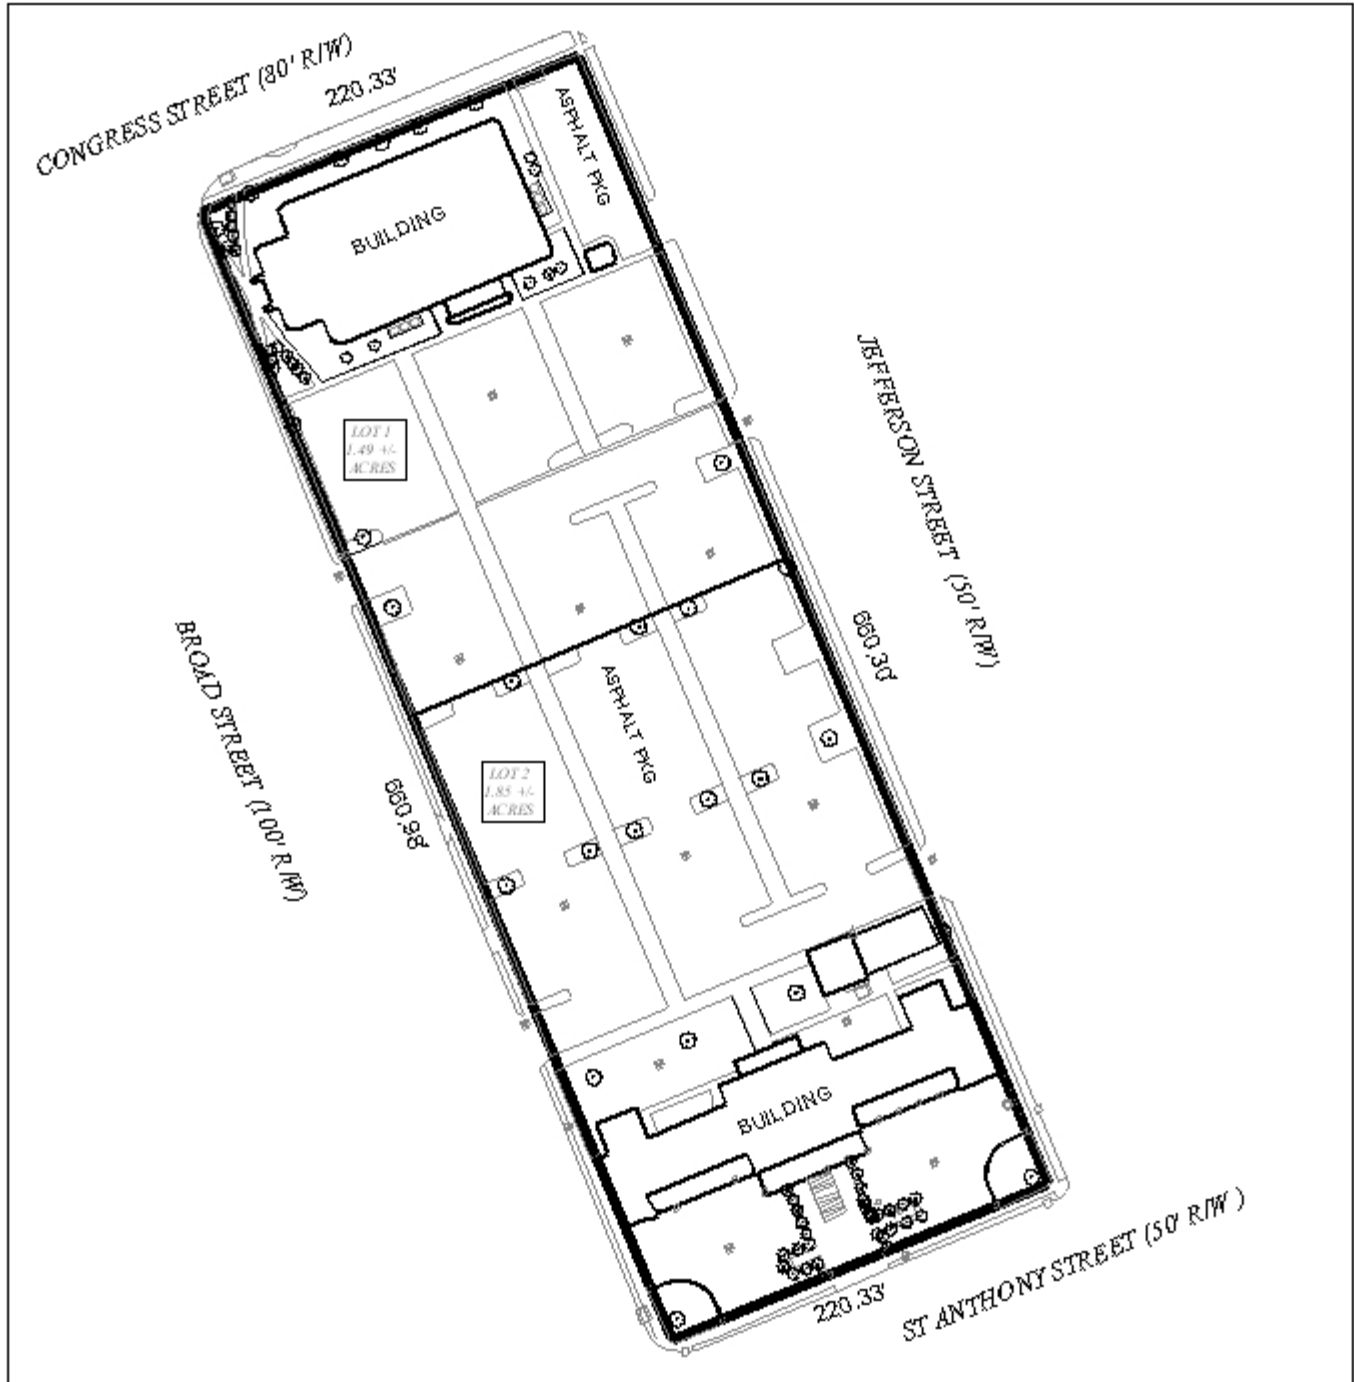 CONGRESS STREET (80' R/W)
220.33'
ASPHALT PKG
BUILDING
JEFFERSON STREET (50' R/W)
LOT 1
1.49 +/-
ACRES
660.30'
BROAD STREET (100' R/W)
ASPHALT PKG
LOT 2
1.85 +/-
ACRES
660.98'
BUILDING
220.33'
ST ANTHONY STREET (50' R/W )